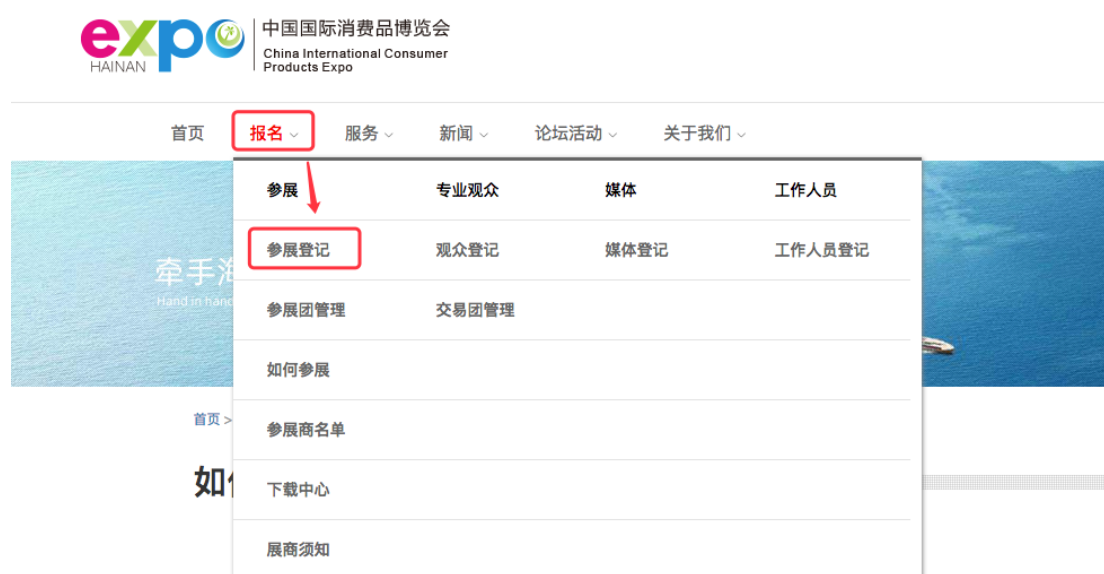 expo
HAINAN
中国国际消费品博览会
China International Consumer
Products Expo
首页 报名 服务 新闻 论坛活动 关于我们
参展 专业观众 媒体 工作人员
参展登记 观众登记 媒体登记 工作人员登记
牵手海
Hand in hand
参展团管理 交易团管理
如何参展
首页 >
参展商名单
如
下载中心
展商须知